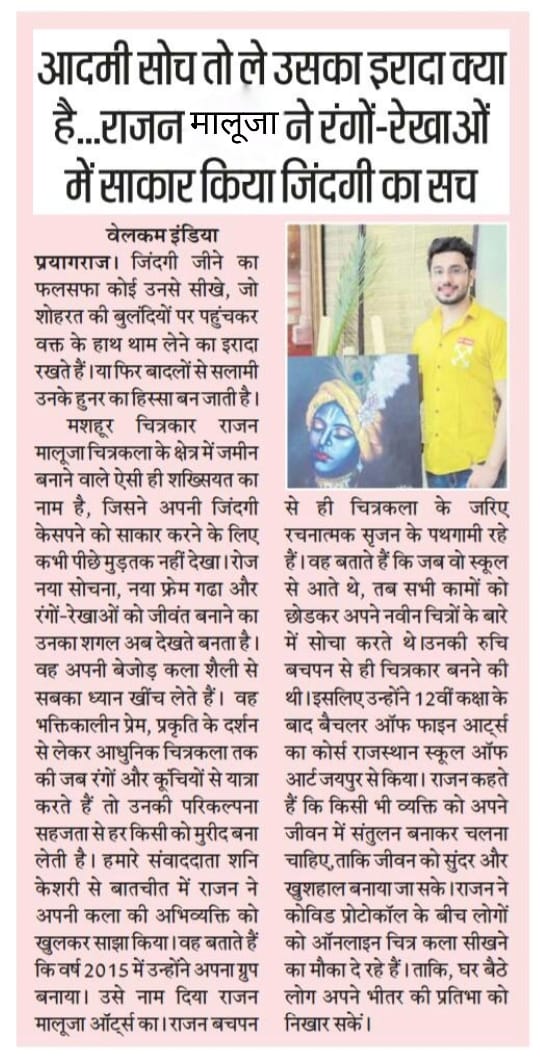 आदमी सोच तो ले उसका इरादा क्या
है...राजन मालूजा ने रंगों-रेखाओं
में साकार किया जिंदगी का सच
वेलकम इंडिया
प्रयागराज। जिंदगी जीने का
फलसफा कोई उनसे सीखे, जो
शोहरत की बुलंदियों पर पहुंचकर
वक्त के हाथ थाम लेने का इरादा
रखते हैं।या फिर बादलों से सलामी
उनके हुनर का हिस्सा बन जाती है।
मशहूर चित्रकार राजन
मालूजा चित्रकला के क्षेत्र में जमीन
बनाने वाले ऐसी ही शख्सियत का
नाम है, जिसने अपनी जिंदगी
केसपने को साकार करने के लिए
कभी पीछे मुड़तक नहीं देखा।रोज
नया सोचना, नया फ्रेम गढा और
रंगों-रेखाओं को जीवंत बनाने का
उनका शगल अब देखते बनता है।
वह अपनी बेजोड़ कला शैली से
सबका ध्यान खींच लेते हैं। वह
भक्तिकालीन प्रेम, प्रकृति के दर्शन
से लेकर आधुनिक चित्रकला तक
की जब रंगों और कूचियों से यात्रा
करते हैं तो उनकी परिकल्पना
सहजता से हर किसी को मुरीद बना
लेती है। हमारे संवाददाता शनि
केशरी से बातचीत में राजन ने
अपनी कला की अभिव्यक्ति को
खुलकर साझा किया।वह बताते हैं
कि वर्ष 2015 में उन्होंने अपना ग्रुप
बनाया। उसे नाम दिया राजन
मालूजा ऑर्ट्स का।राजन बचपन
से ही चित्रकला के जरिए
रचनात्मक सृजन के पथगामी रहे
हैं।वह बताते हैं कि जब वो स्कूल
से आते थे, तब सभी कामों को
छोडकर अपने नवीन चित्रों के बारे
में सोचा करते थे।उनकी रुचि
बचपन से ही चित्रकार बनने की
थी।इसलिए उन्होंने 12वीं कक्षा के
बाद बैचलर ऑफ फाइन आर्ट्स
का कोर्स राजस्थान स्कूल ऑफ
आर्ट जयपुर से किया। राजन कहते
हैं कि किसी भी व्यक्ति को अपने
जीवन में संतुलन बनाकर चलना
चाहिए,ताकि जीवन को सुंदर और
खुशहाल बनाया जा सके।राजन ने
कोविड प्रोटोकॉल के बीच लोगों
को ऑनलाइन चित्र कला सीखने
का मौका दे रहे हैं। ताकि, घर बैठे
लोग अपने भीतर की प्रतिभा को
निखार सकें।